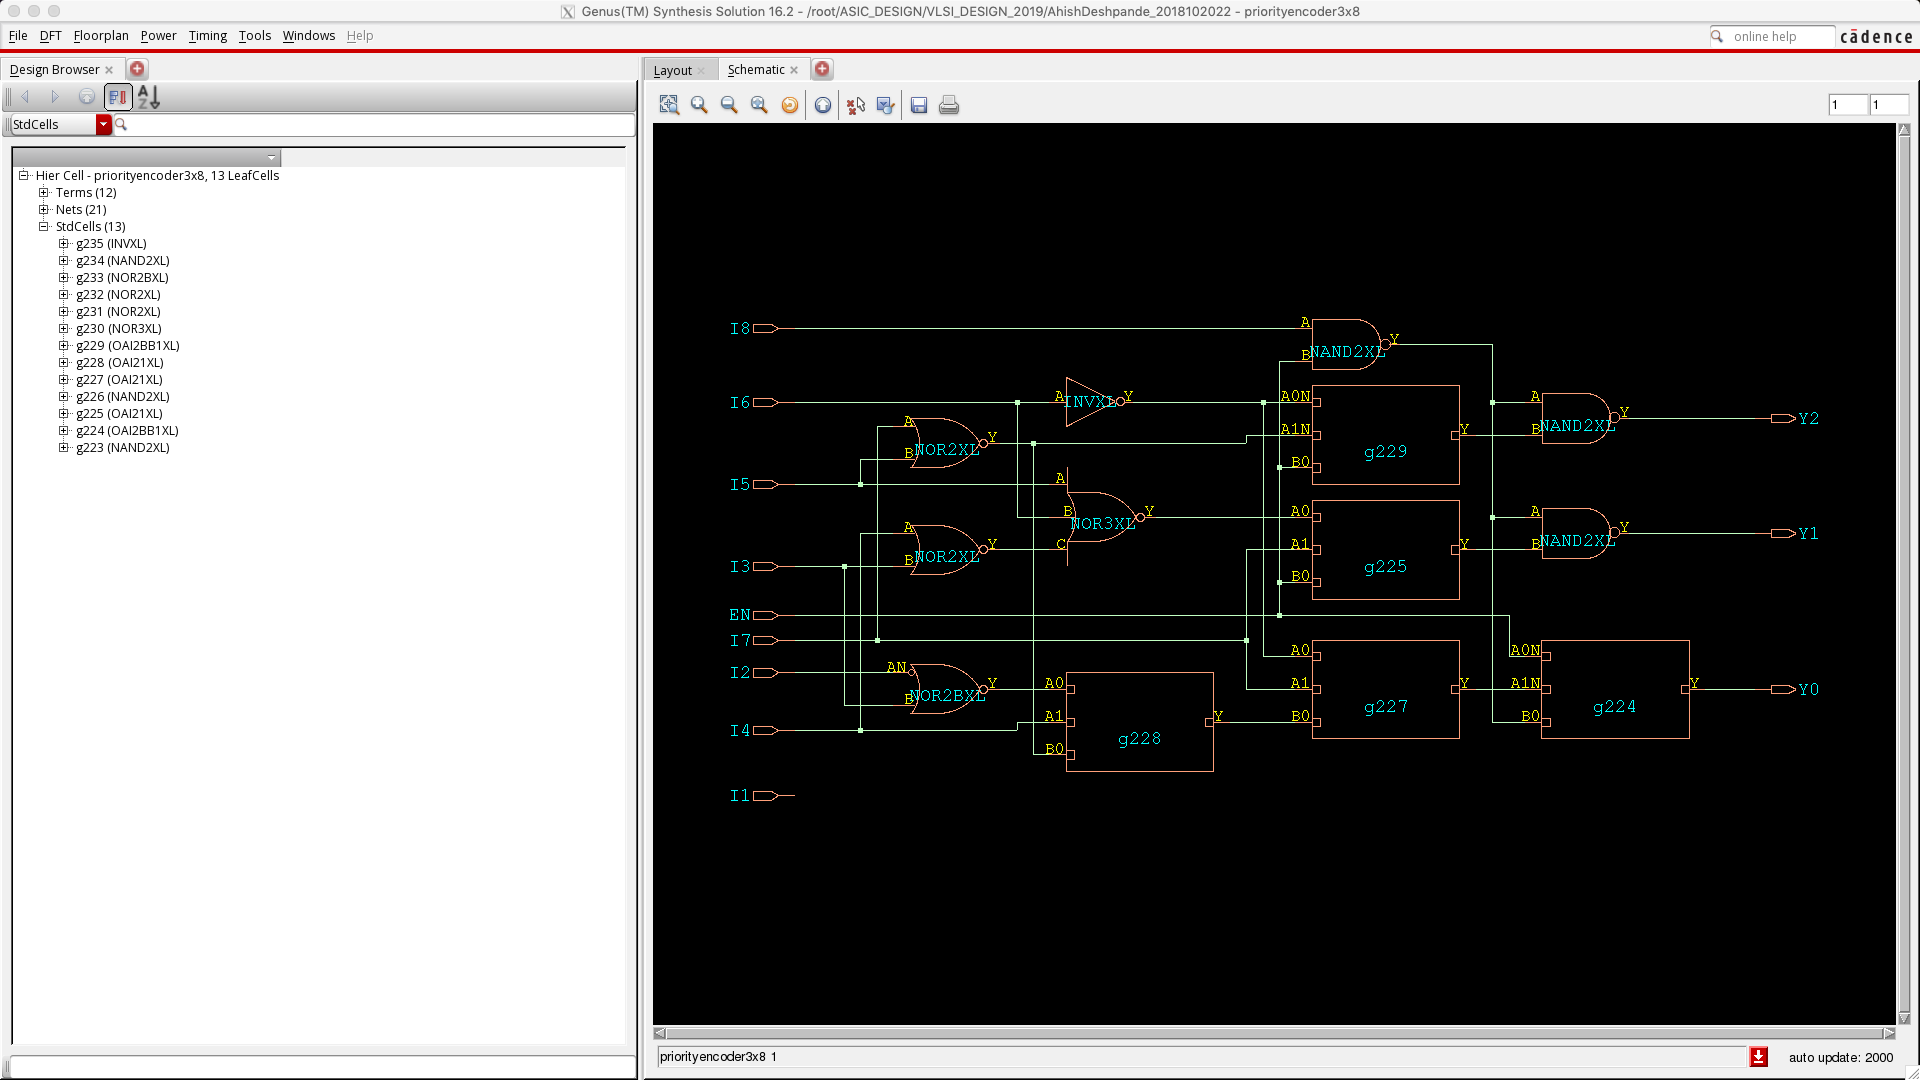 Genus(TM) Synthesis Solution 16.2 - /root/ASIC_DESIGN/VLSI_DESIGN_2019/AhishDeshpande_2018102022 - priorityencoder3x8
File DFT Floorplan Power Timing Tools Windows Help
online help
cādence
Design Browser
StdCells
Hier Cell - priorityencoder3x8, 13 LeafCells
Terms (12)
Nets (21)
StdCells (13)
g235 (INVXL)
g234 (NAND2XL)
g233 (NOR2BXL)
g232 (NOR2XL)
g231 (NOR2XL)
g230 (NOR3XL)
g229 (OAI2BB1XL)
g228 (OAI21XL)
g227 (OAI21XL)
g226 (NAND2XL)
g225 (OAI21XL)
g224 (OAI2BB1XL)
g223 (NAND2XL)
Layout Schematic
1 1
I8 A
B NAND2XL Y
I6 A INVXL Y A0N
A NOR2XL Y
B
A1N
B0 g229 Y
A NAND2XL Y Y2
B
I5 A
B NOR3XL Y
C
A0
A1 g225 Y
B0
A NAND2XL Y Y1
B
A NOR2XL Y
I3 B
EN
I7
I2 AN NOR2BXL Y
B
I4
A0
A1 g228 Y
B0
A0
A1 g227 Y
B0
A0N
A1N g224 Y Y0
B0
I1
priorityencoder3x8 1
auto update: 2000